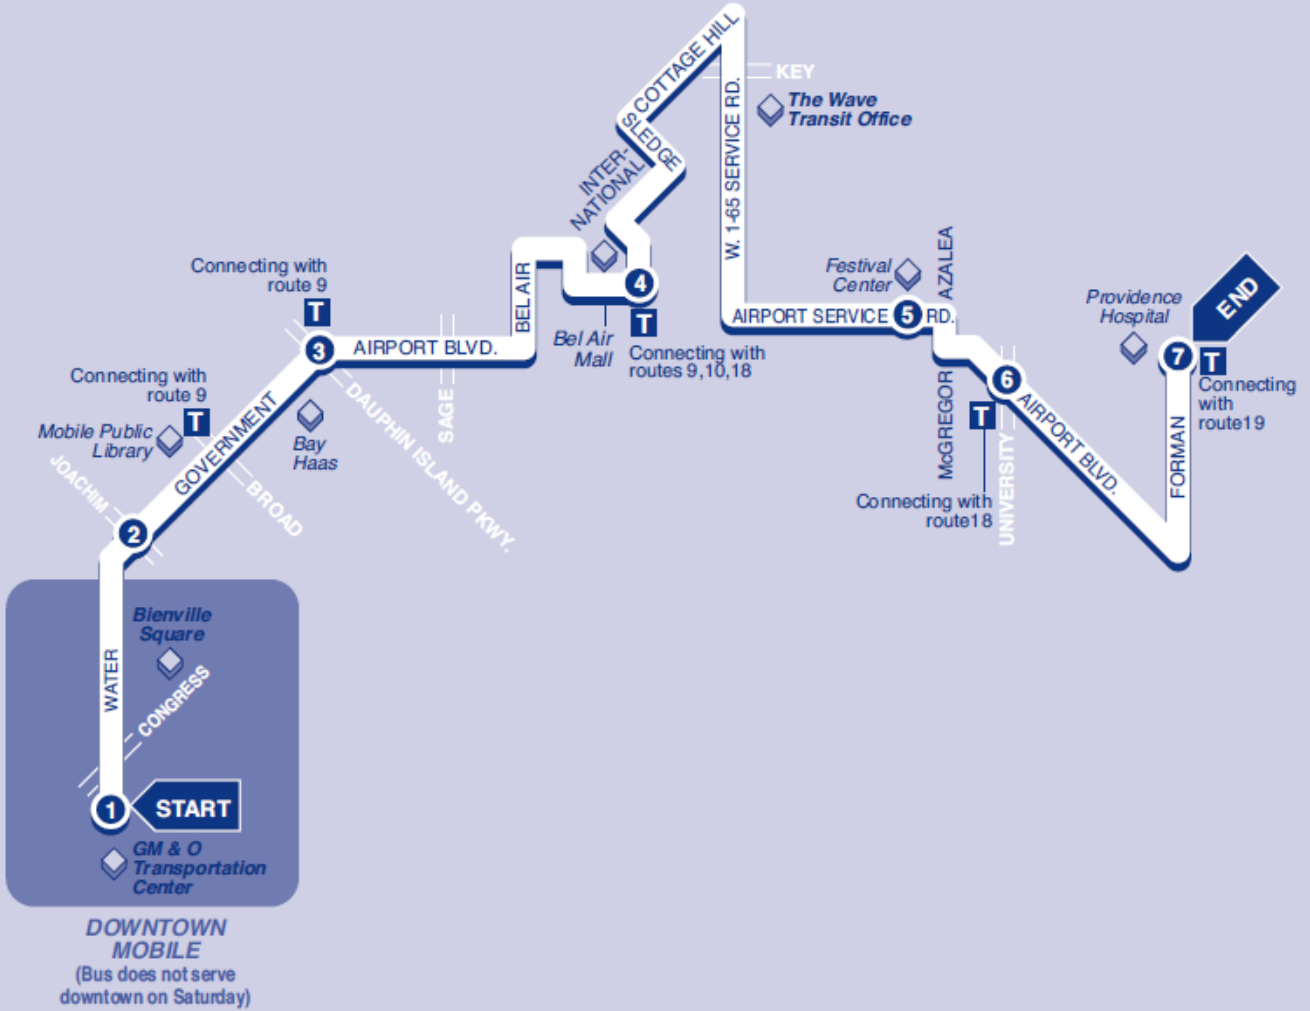 COTTAGE HILL
KEY
The Wave
Transit Office
SLEDGE
W. 1-65 SERVICE RD.
INTER-
NATIONAL
Connecting with
route 9
T
BEL AIR
4
Festival
Center
AZALEA
END
Providence
Hospital
AIRPORT SERVICE
5
RD.
3
AIRPORT BLVD.
Bel Air
Mall
T
Connecting with
routes 9,10,18
7
T
Connecting
with
route19
Connecting with
route 9
T
Mobile Public
Library
GOVERNMENT
Bay
Haas
DAUPHIN ISLAND PKWY.
SAGE
McGREGOR
6
T
AIRPORT BLVD.
FORMAN
Connecting with
route18
UNIVERSITY
JOACHIM
BROAD
2
Bienville
Square
WATER
CONGRESS
1
START
GM & O
Transportation
Center
DOWNTOWN
MOBILE
(Bus does not serve
downtown on Saturday)